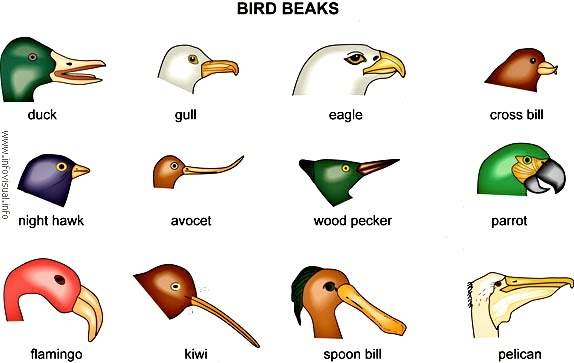 BIRD BEAKS
duck
gull
eagle
cross bill
www.infovisual.info
night hawk
avocet
wood pecker
parrot
flamingo
kiwi
spoon bill
pelican